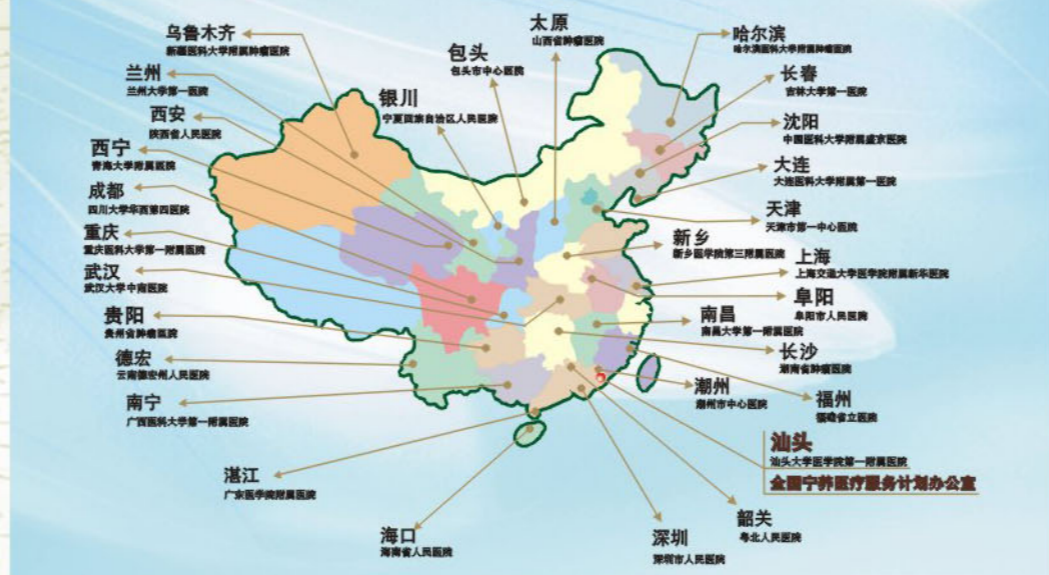 乌鲁木齐
新疆医科大学附属肿瘤医院
兰州
兰州大学第一医院
西安
陕西省人民医院
西宁
青海大学附属医院
成都
四川大学华西第四医院
重庆
重庆医科大学第一附属医院
武汉
武汉大学中南医院
贵阳
贵州省肿瘤医院
德宏
云南德宏州人民医院
南宁
广西医科大学第一附属医院
湛江
广东医学院附属医院
海口
海南省人民医院
银川
宁夏回族自治区人民医院
包头
包头市中心医院
太原
山西省肿瘤医院
哈尔滨
哈尔滨医科大学附属肿瘤医院
长春
吉林大学第一医院
沈阳
中国医科大学附属盛京医院
大连
大连医科大学附属第一医院
天津
天津市第一中心医院
新乡
新乡医学院第三附属医院
上海
上海交通大学医学院附属新华医院
阜阳
阜阳市人民医院
南昌
南昌大学第一附属医院
长沙
湖南省肿瘤医院
潮州
潮州市中心医院
福州
福建省立医院
汕头
汕头大学医学院第一附属医院
全国宁养医疗服务计划办公室
韶关
粤北人民医院
深圳
深圳市人民医院